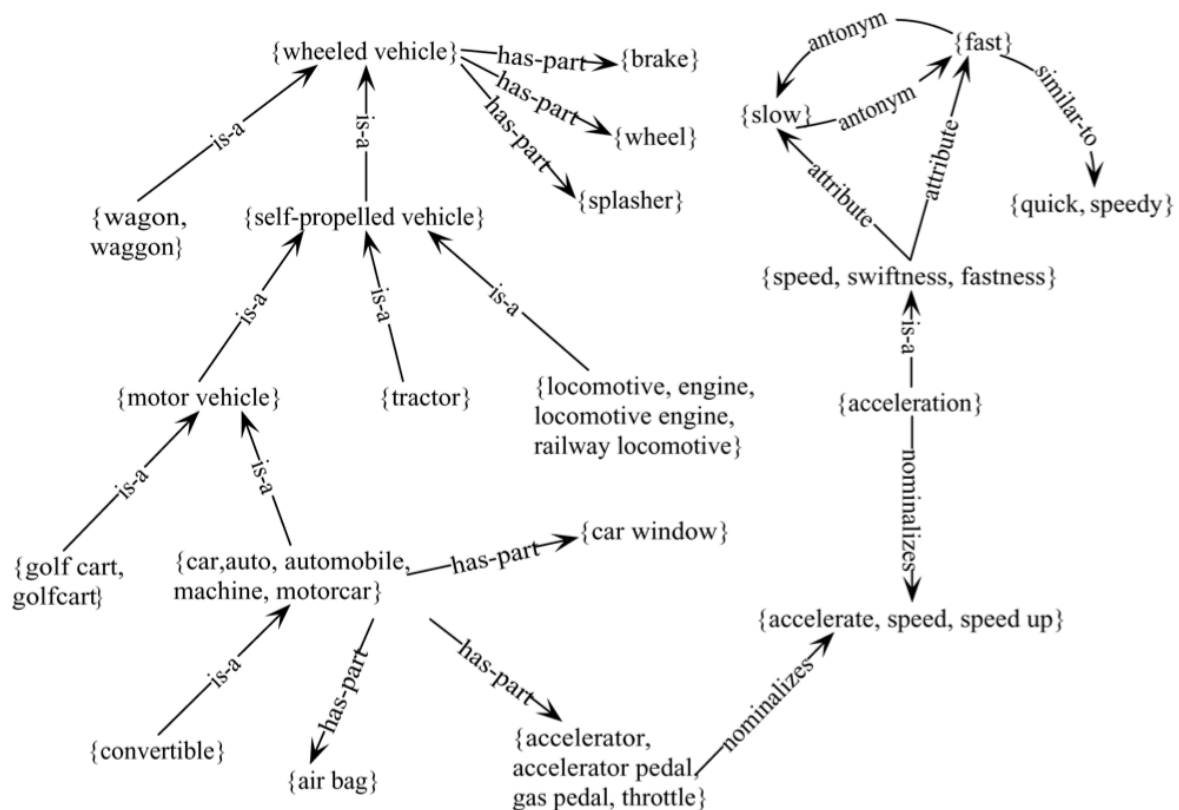 antonym
{fast}
{wheeled vehicle}
has-part
{brake}
similar-to
has-part
{slow}
antonym
is-a
is-a
has-part
{wheel}
attribute
attribute
{wagon,
waggon}
{self-propelled vehicle}
{splasher}
{quick, speedy}
{speed, swiftness, fastness}
is-a
is-a
is-a
is-a
{motor vehicle}
{tractor}
{locomotive, engine,
locomotive engine,
railway locomotive}
{acceleration}
is-a
is-a
nominalizes
{golf cart,
golfcart}
{car,auto, automobile,
machine, motorcar}
has-part
{car window}
{accelerate, speed, speed up}
is-a
has-part
has-part
nominalizes
{convertible}
{air bag}
{accelerator,
accelerator pedal,
gas pedal, throttle}